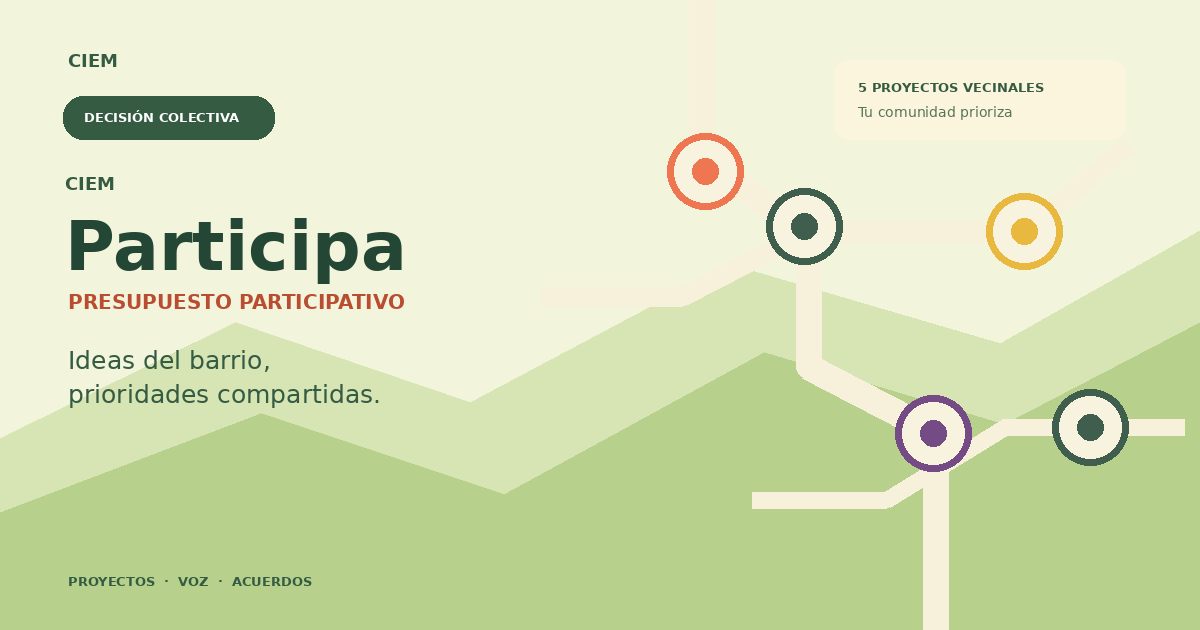 CIEM
DECISIÓN COLECTIVA
CIEM
Participa
PRESUPUESTO PARTICIPATIVO
Ideas del barrio,
prioridades compartidas.
PROYECTOS · VOZ · ACUERDOS
5 PROYECTOS VECINALES
Tu comunidad prioriza